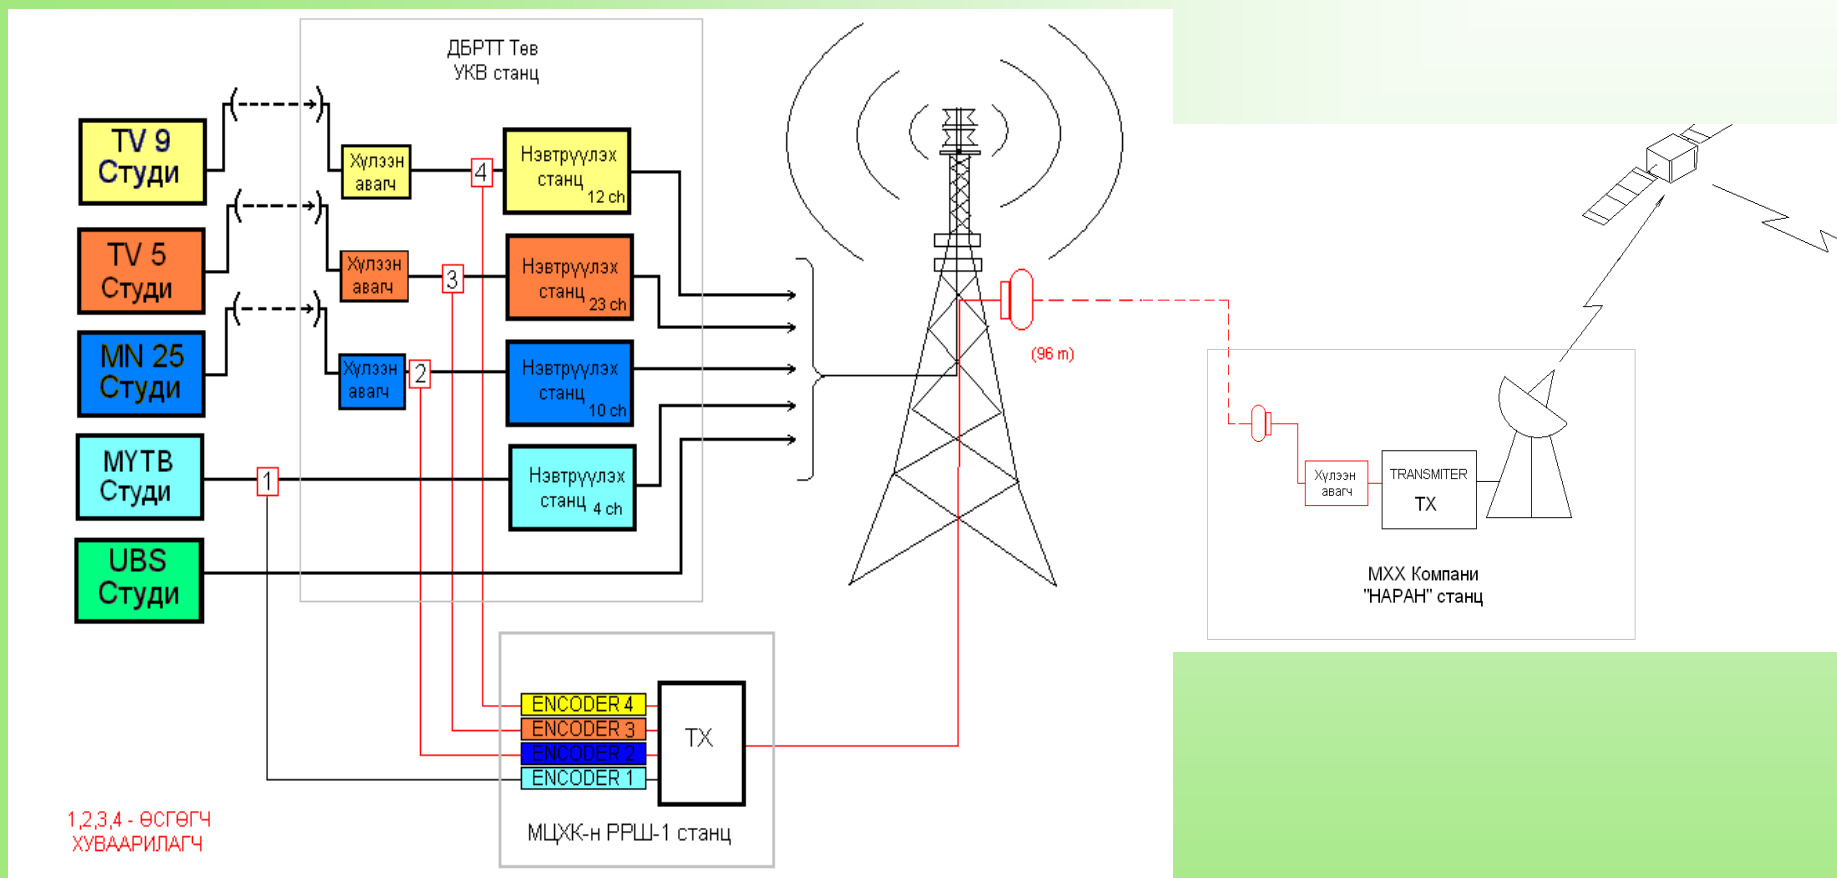 ДБРТТ Төв
УКВ станц
TV 9
Студи
Хүлээн
авагч
4
Нэвтрүүлэх
станц
12 ch
TV 5
Студи
Хүлээн
авагч
3
Нэвтрүүлэх
станц
23 ch
MN 25
Студи
Хүлээн
авагч
2
Нэвтрүүлэх
станц
10 ch
МҮТВ
Студи
1
Нэвтрүүлэх
станц
4 ch
UBS
Студи
(96 m)
Хүлээн
авагч
TRANSMITER
TX
МХХ Компани
"НАРАН" станц
ENCODER 4
ENCODER 3
ENCODER 2
ENCODER 1
TX
МЦХК-н РРШ-1 станц
1,2,3,4 - ӨСГӨГЧ
ХУВААРИЛАГЧ